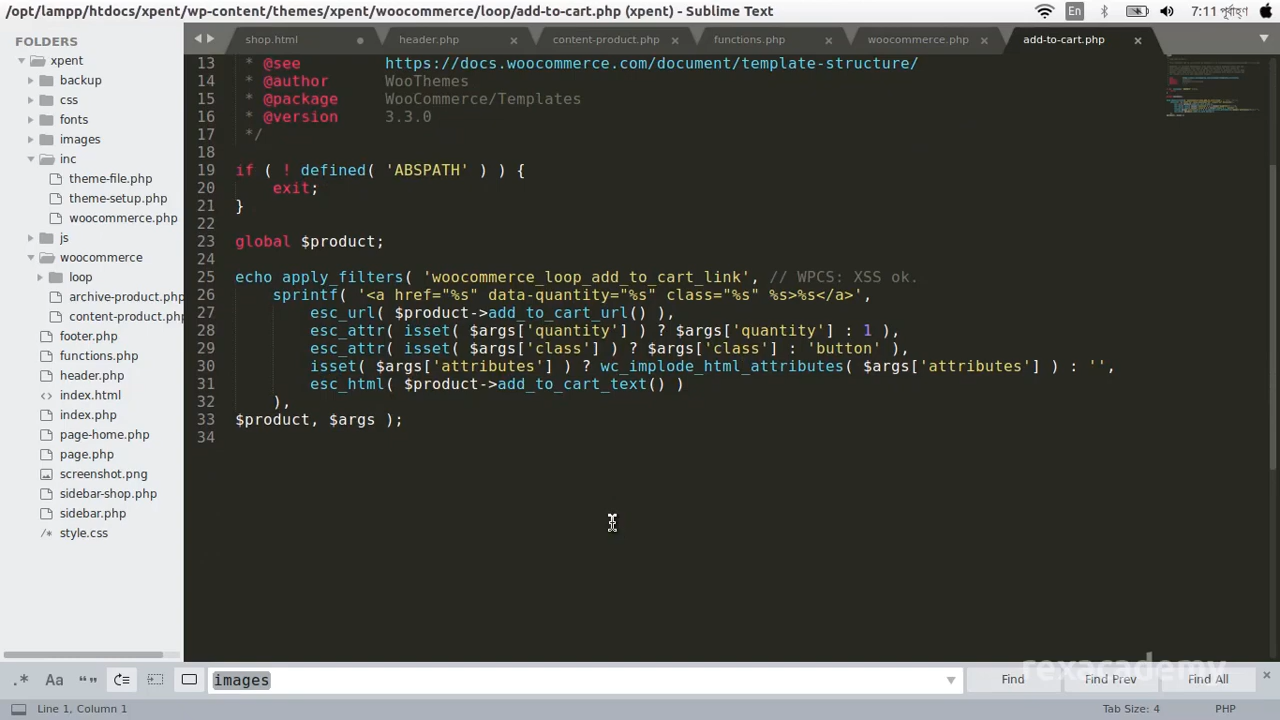 /opt/lampp/htdocs/xpent/wp-content/themes/xpent/woocommerce/loop/add-to-cart.php (xpent) - Sublime Text
En
7:11 পূর্বাহ্ণ
FOLDERS
xpent
backup
css
fonts
images
inc
theme-file.php
theme-setup.php
woocommerce.php
js
woocommerce
loop
archive-product.php
content-product.php
footer.php
functions.php
header.php
index.html
index.php
page-home.php
page.php
screenshot.png
sidebar-shop.php
sidebar.php
style.css
shop.html
header.php
content-product.php
functions.php
woocommerce.php
add-to-cart.php
13 * @see https://docs.woocommerce.com/document/template-structure/
14 * @author WooThemes
15 * @package WooCommerce/Templates
16 * @version 3.3.0
17 */
18
19 if ( ! defined( 'ABSPATH' ) ) {
20 exit;
21 }
22
23 global $product;
24
25 echo apply_filters( 'woocommerce_loop_add_to_cart_link', // WPCS: XSS ok.
26 sprintf( '<a href="%s" data-quantity="%s" class="%s" %s>%s</a>',
27 esc_url( $product->add_to_cart_url() ),
28 esc_attr( isset( $args['quantity'] ) ? $args['quantity'] : 1 ),
29 esc_attr( isset( $args['class'] ) ? $args['class'] : 'button' ),
30 isset( $args['attributes'] ) ? wc_implode_html_attributes( $args['attributes'] ) : '',
31 esc_html( $product->add_to_cart_text() )
32 ),
33 $product, $args );
34
rexacademy
.* Aa “” images Find Find Prev Find All
Line 1, Column 1
Tab Size: 4
PHP